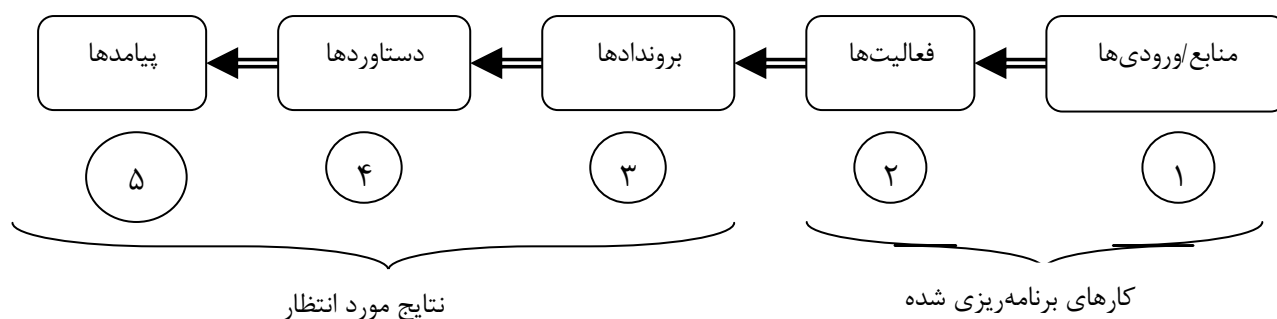 منابع/ورودی‌ها
فعالیت‌ها
بروندادها
دستاوردها
پیامدها
۱
۲
۳
۴
۵
کارهای برنامه‌ریزی شده
نتایج مورد انتظار